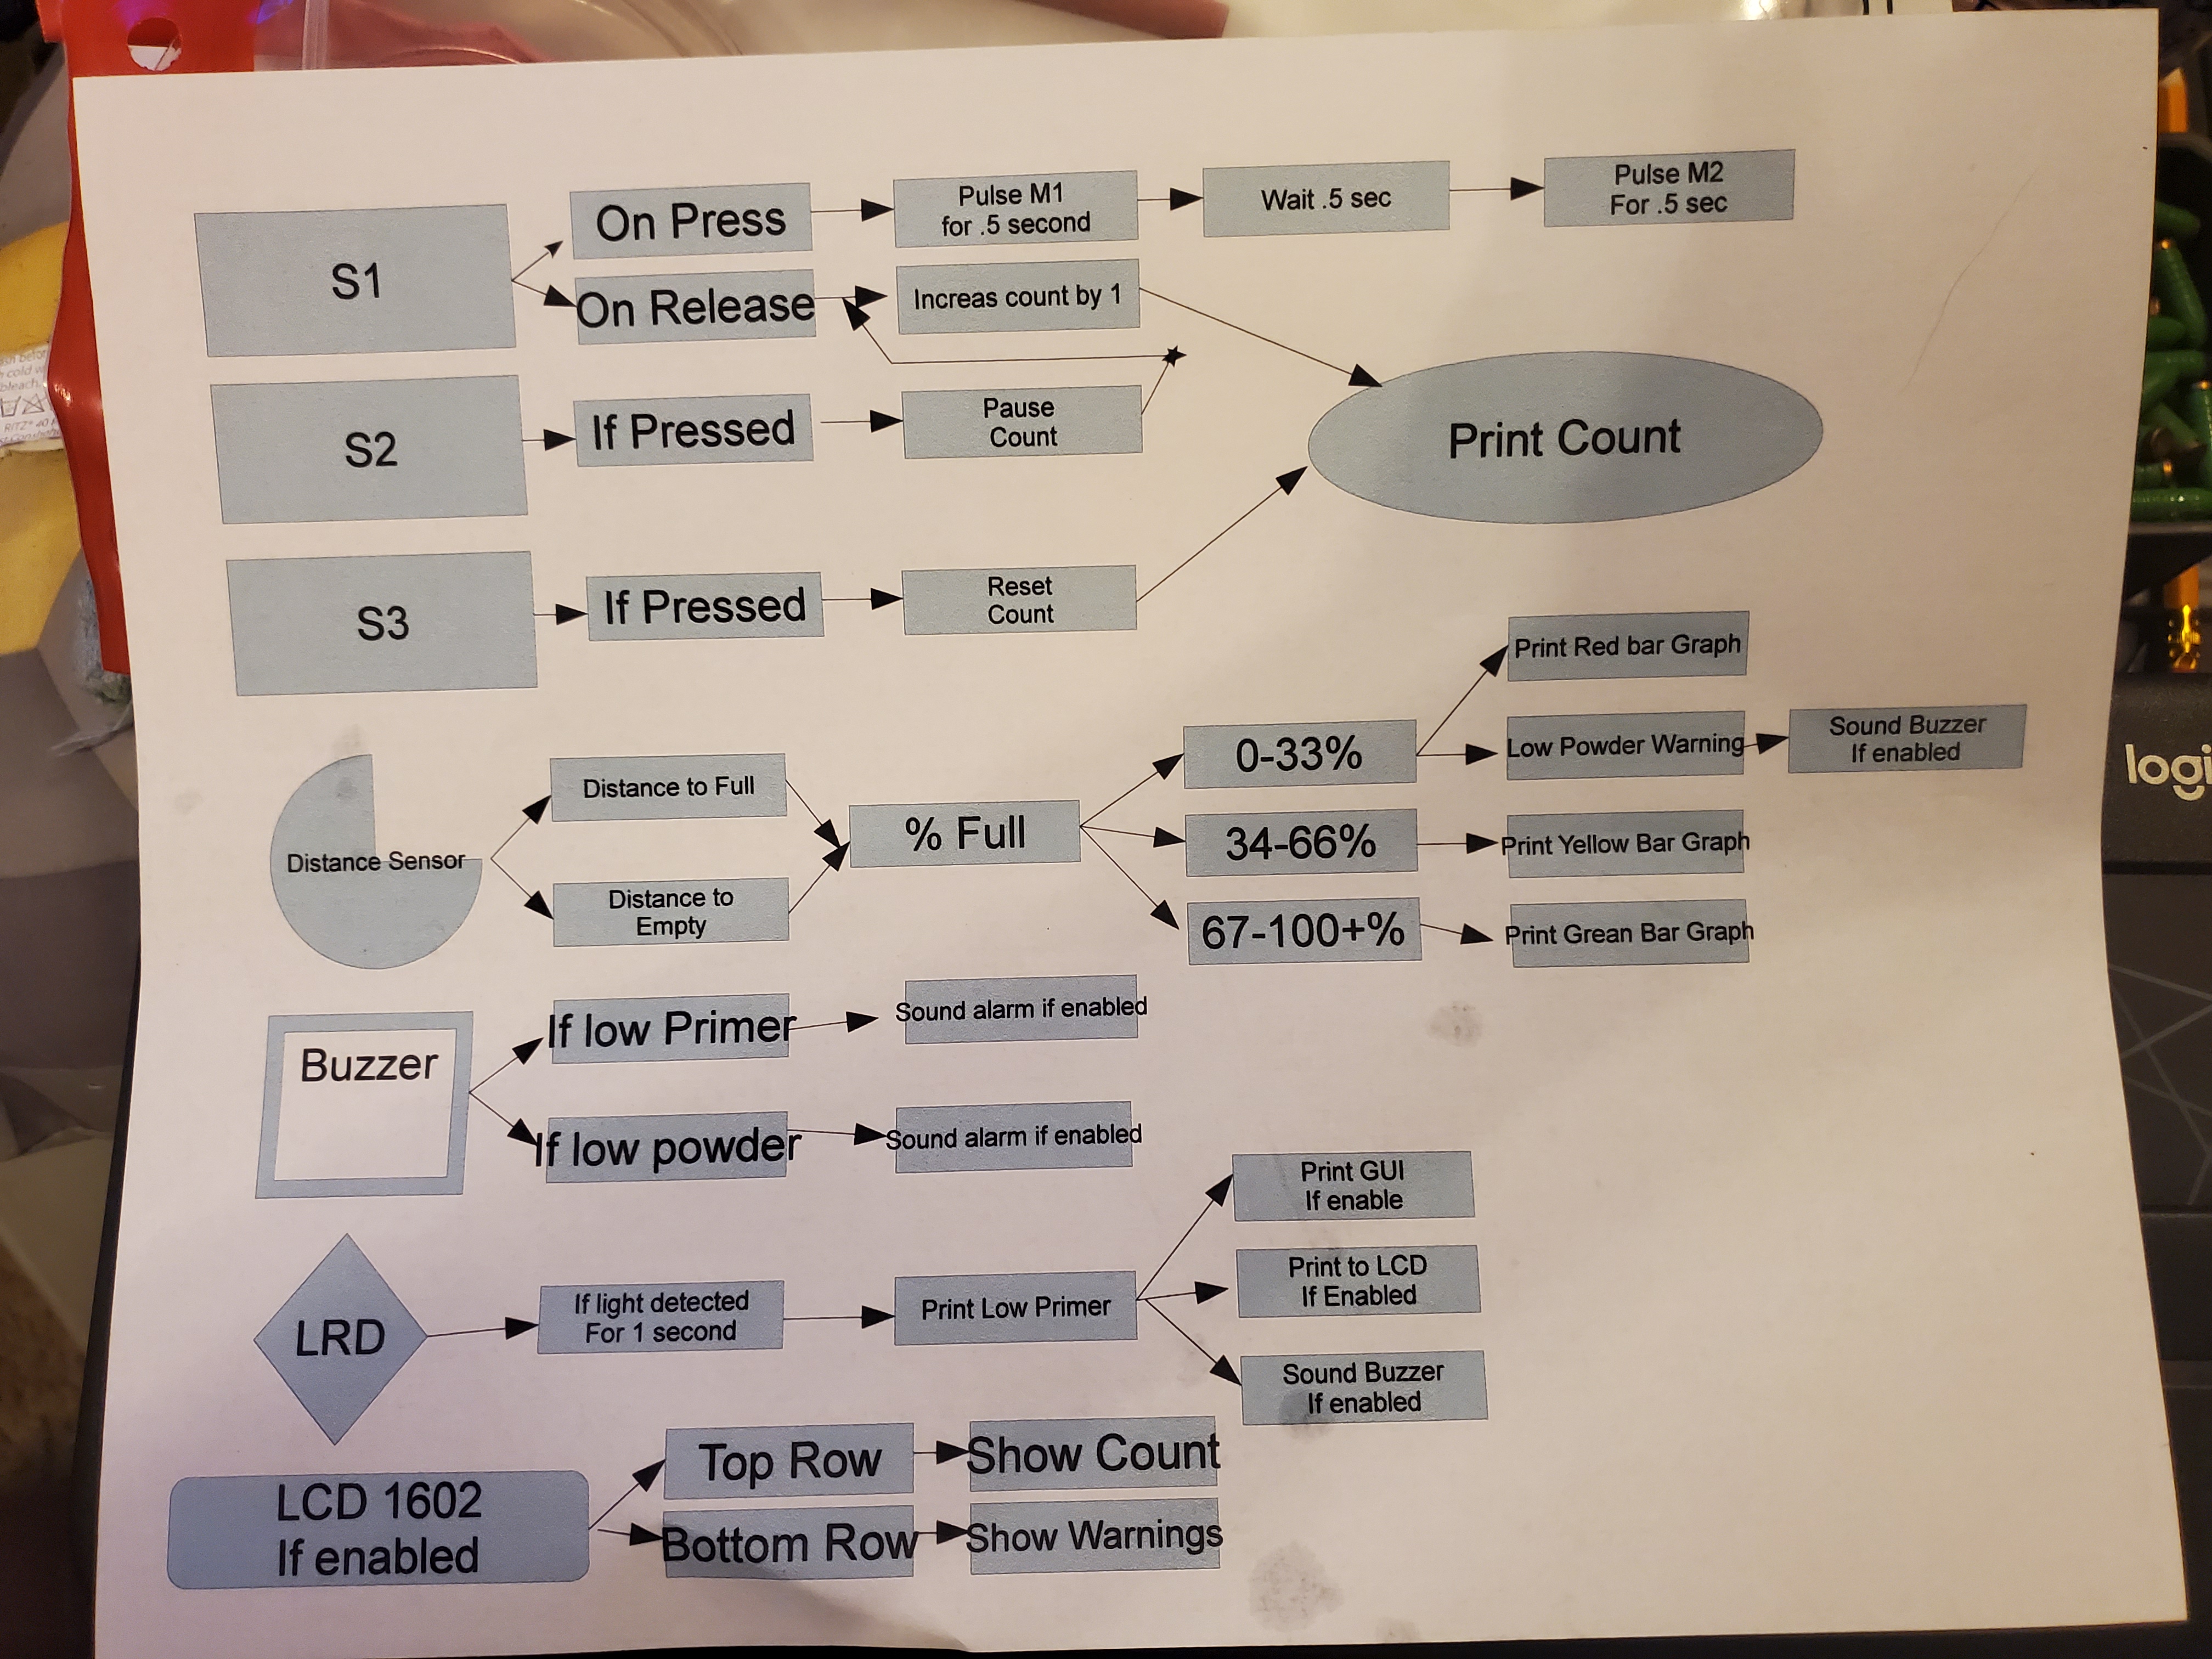 S1
On Press
Pulse M1
for .5 second
Wait .5 sec
Pulse M2
For .5 sec
On Release
Increas count by 1
S2
If Pressed
Pause
Count
Print Count
S3
If Pressed
Reset
Count
Distance Sensor
Distance to Full
Distance to
Empty
% Full
0-33%
Print Red bar Graph
Low Powder Warning
Sound Buzzer
If enabled
34-66%
Print Yellow Bar Graph
67-100+%
Print Grean Bar Graph
Buzzer
If low Primer
Sound alarm if enabled
If low powder
Sound alarm if enabled
LRD
If light detected
For 1 second
Print Low Primer
Print GUI
If enable
Print to LCD
If Enabled
Sound Buzzer
If enabled
LCD 1602
If enabled
Top Row
Show Count
Bottom Row
Show Warnings
logi